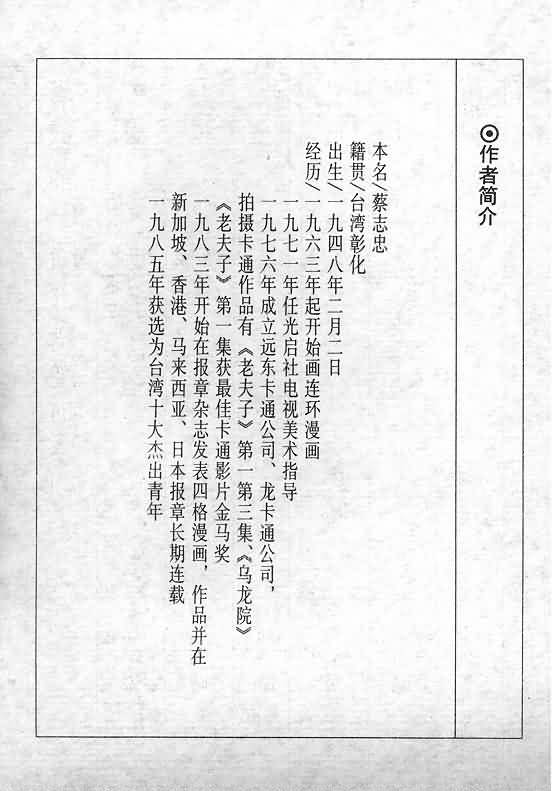 ⊙作者简介
本名/蔡志忠
籍贯/台湾彰化
出生/一九四八年二月二日
经历/一九六三年起开始画连环漫画
一九七一年任光启社电视美术指导
一九七六年成立远东卡通公司、龙卡通公司，
拍摄卡通作品有《老夫子》第一第三集、《乌龙院》
《老夫子》第一集获最佳卡通影片金马奖
一九八三年开始在报章杂志发表四格漫画，作品并在
新加坡、香港、马来西亚、日本报章长期连载
一九八五年获选为台湾十大杰出青年